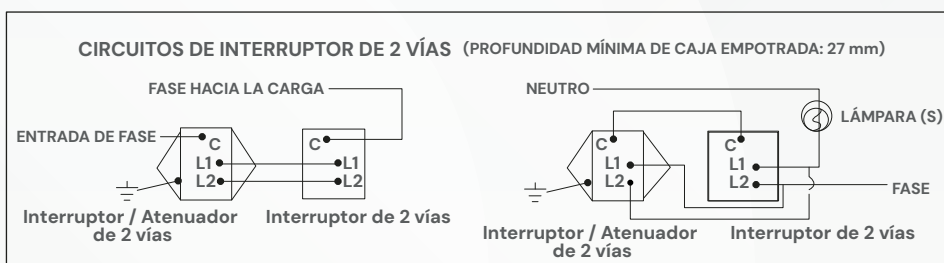 CIRCUITOS DE INTERRUPTOR DE 2 VÍAS (PROFUNDIDAD MÍNIMA DE CAJA EMPOTRADA: 27 mm)
FASE HACIA LA CARGA
ENTRADA DE FASE
C
L1
L2
C
L1
L2
Interruptor / Atenuador
de 2 vías
Interruptor de 2 vías
NEUTRO
LÁMPARA (S)
C
L1
L2
C
L1
L2
FASE
Interruptor / Atenuador
de 2 vías
Interruptor de 2 vías